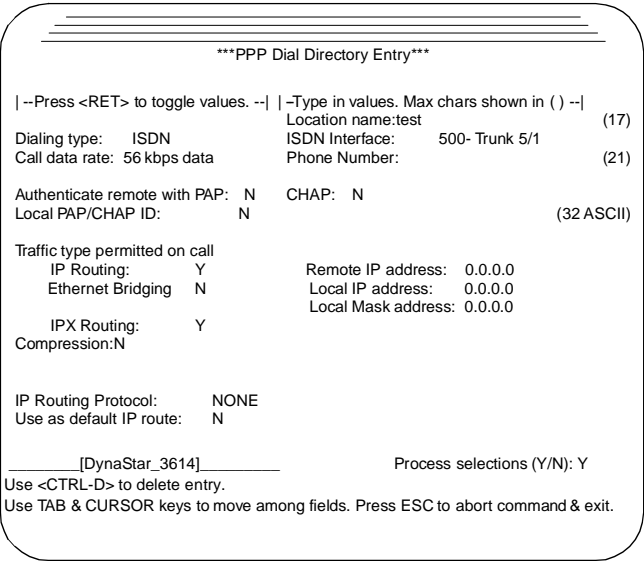 ***PPP Dial Directory Entry***
|--Press <RET> to toggle values. --| | –Type in values. Max chars shown in ( ) --|
Location name:test (17)
Dialing type: ISDN ISDN Interface: 500- Trunk 5/1
Call data rate: 56 kbps data Phone Number: (21)
Authenticate remote with PAP: N CHAP: N
Local PAP/CHAP ID: N (32 ASCII)
Traffic type permitted on call
IP Routing: Y Remote IP address: 0.0.0.0
Ethernet Bridging N Local IP address: 0.0.0.0
Local Mask address: 0.0.0.0
IPX Routing: Y
Compression:N
IP Routing Protocol: NONE
Use as default IP route: N
________[DynaStar_3614]_________ Process selections (Y/N): Y
Use <CTRL-D> to delete entry.
Use TAB & CURSOR keys to move among fields. Press ESC to abort command & exit.